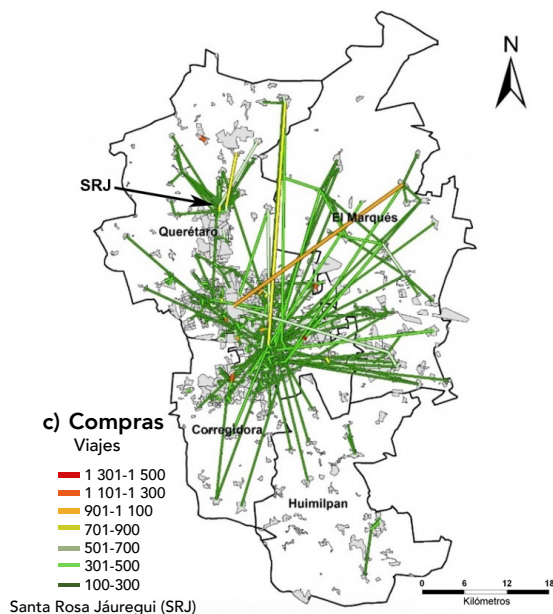 N
SRJ
El Marqués
Querétaro
c) Compras
Viajes
Corregidora
1 301-1 500
1 101-1 300
901-1 100
701-900
501-700
301-500
100-300
Huimilpan
0 6 12 18
Kilómetros
Santa Rosa Jáuregui (SRJ)